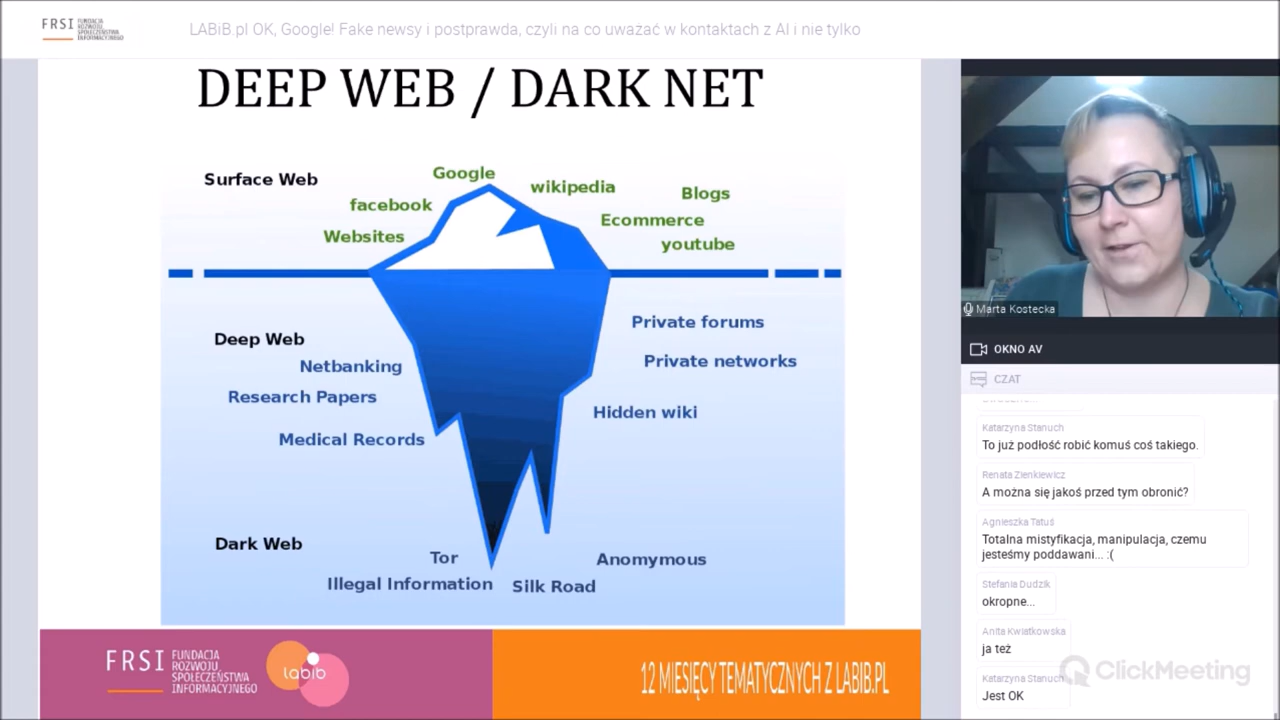 FRSI
FUNDACJA
ROZWOJU
SPOŁECZEŃSTWA
INFORMACYJNEGO
LABiB.pl OK, Google! Fake newsy i postprawda, czyli na co uważać w kontaktach z AI i nie tylko
DEEP WEB / DARK NET
Surface Web
Google
wikipedia
Blogs
facebook
Ecommerce
Websites
youtube
Deep Web
Private forums
Netbanking
Private networks
Research Papers
Hidden wiki
Medical Records
Dark Web
Tor
Anomymous
Illegal Information
Silk Road
FRSI
FUNDACJA
ROZWOJU
SPOŁECZEŃSTWA
INFORMACYJNEGO
labib
12 MIESIĘCY TEMATYCZNYCH Z LABIB.PL
Marta Kostecka
OKNO AV
CZAT
Katarzyna Stanuch
To już podłość robić komuś coś takiego.
Renata Zienkiewicz
A można się jakoś przed tym obronić?
Agnieszka Tatuś
Totalna mistyfikacja, manipulacja, czemu
jesteśmy poddawani... :(
Stefania Dudzik
okropne...
Anita Kwiatkowska
ja też
Katarzyna Stanuch
Jest OK
ClickMeeting